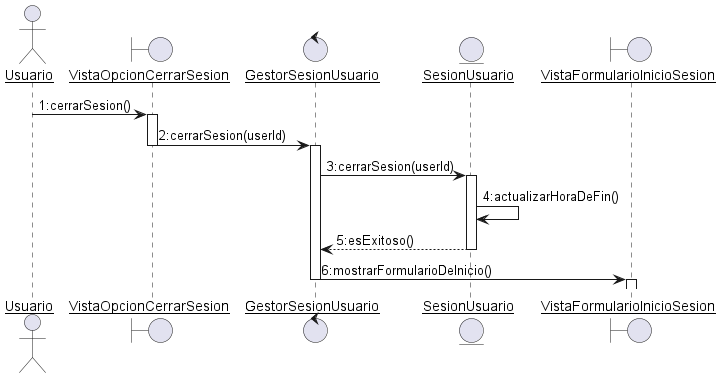 Usuario
VistaOpcionCerrarSesion
GestorSesionUsuario
SesionUsuario
VistaFormularioInicioSesion
1:cerrarSesion()
2:cerrarSesion(userId)
3:cerrarSesion(userId)
4:actualizarHoraDeFin()
5:esExitoso()
6:mostrarFormularioDeInicio()
Usuario
VistaOpcionCerrarSesion
GestorSesionUsuario
SesionUsuario
VistaFormularioInicioSesion